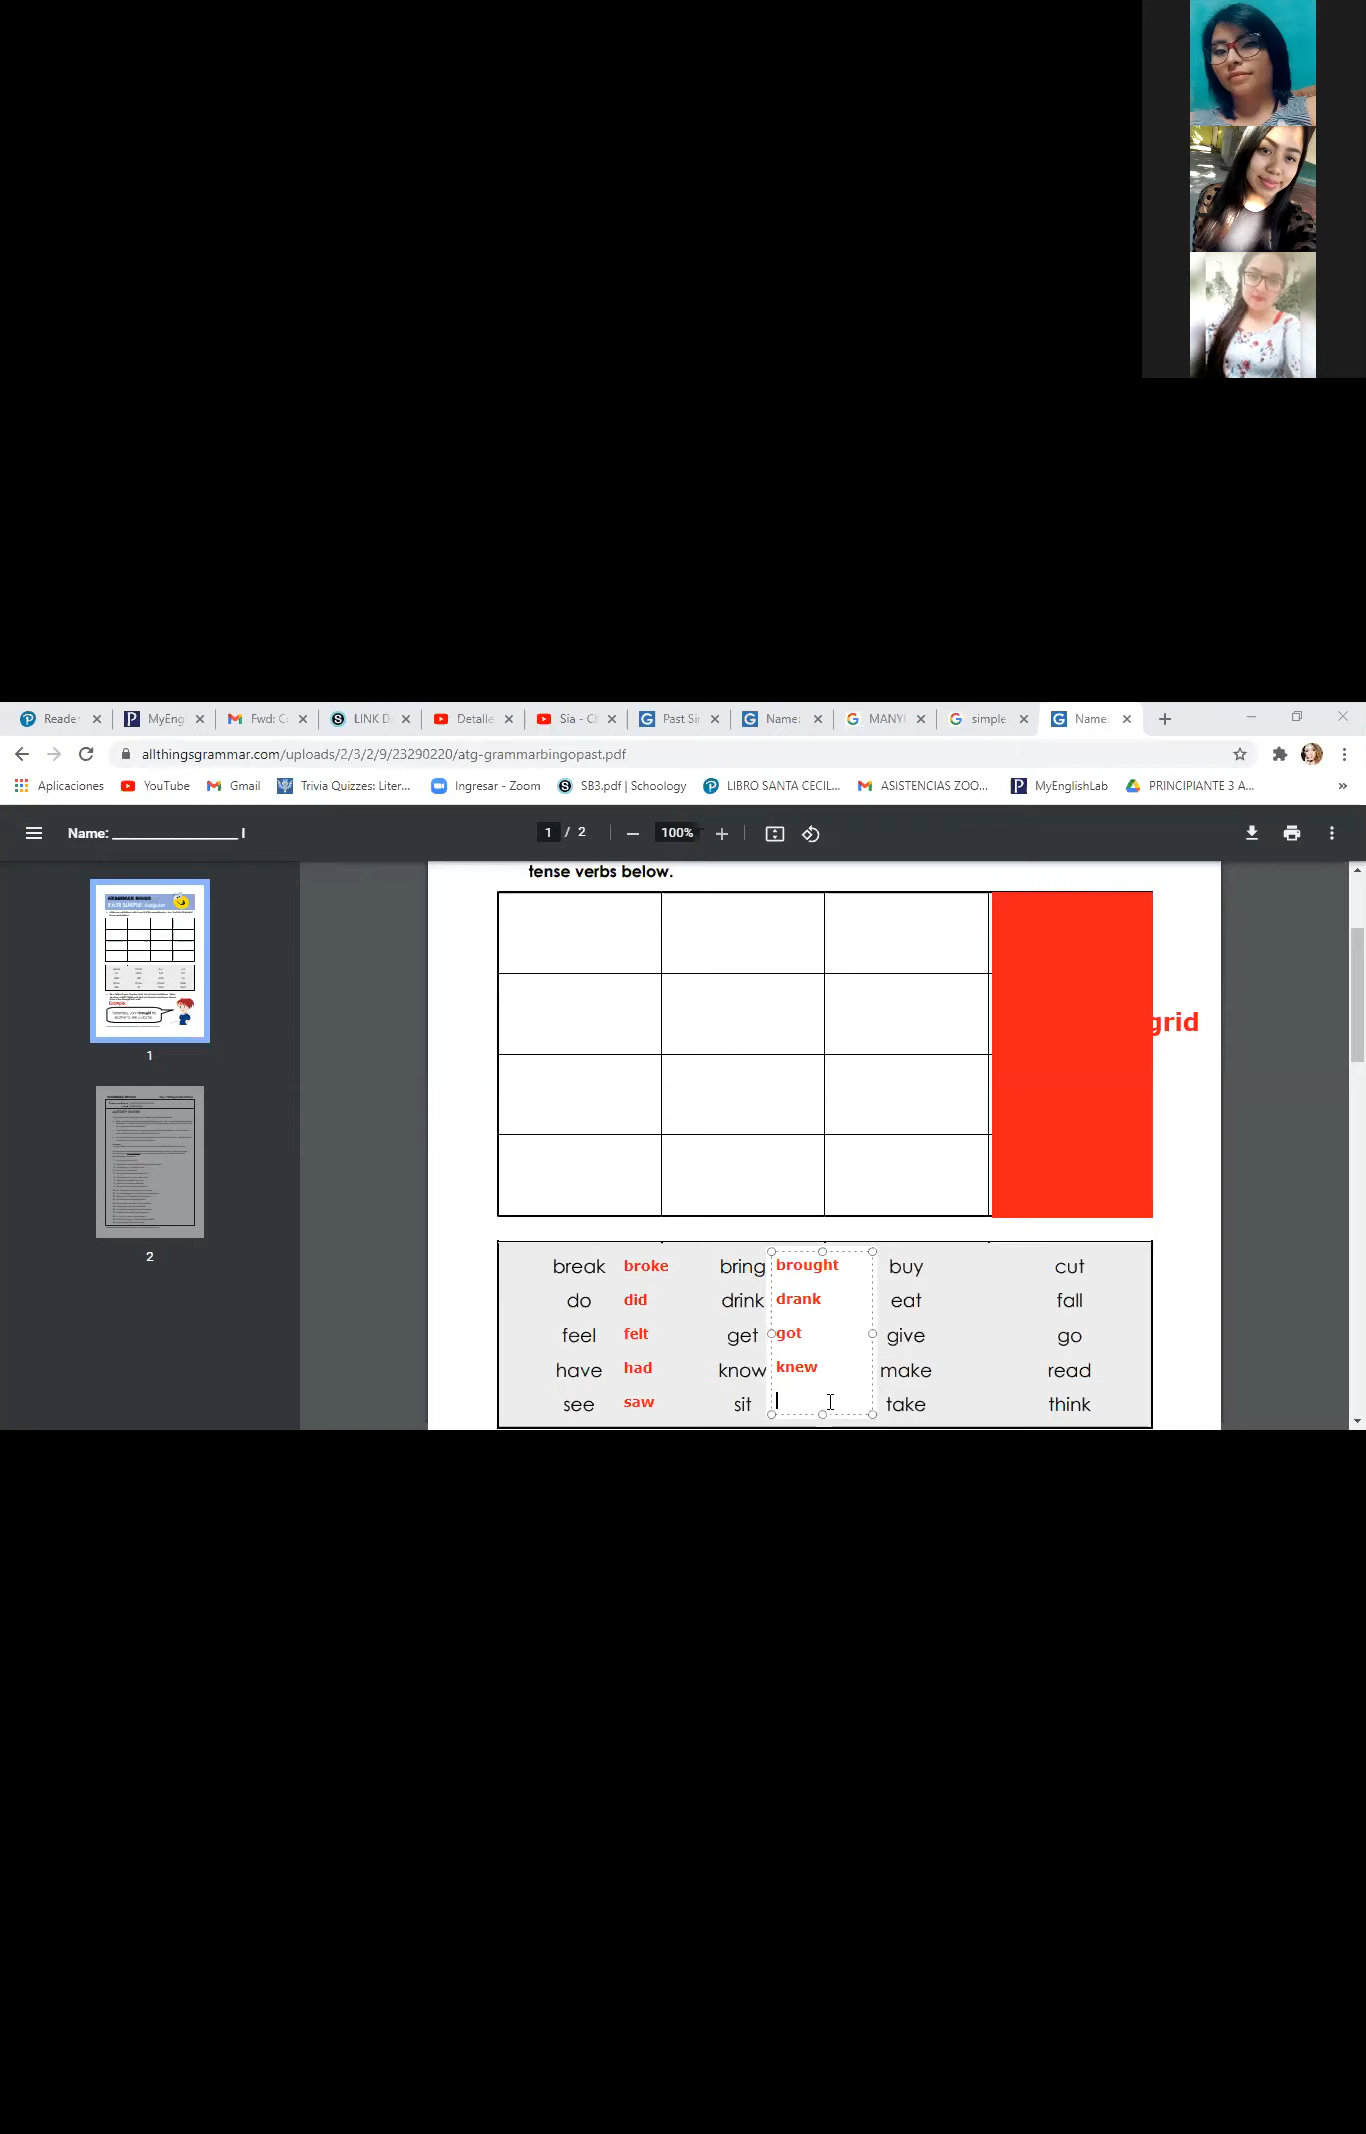 Reade MyEng Fwd: C LINK D Detalle Sia - Cl Past Si Name: MANY simple Name:
allthingsgrammar.com/uploads/2/3/2/9/23290220/atg-grammarbingopast.pdf
Aplicaciones YouTube Gmail Trivia Quizzes: Liter... Ingresar - Zoom SB3.pdf | Schoology LIBRO SANTA CECIL... ASISTENCIAS ZOO... MyEnglishLab PRINCIPIANTE 3 A... »
Name: ________________ I 1 / 2 100%
tense verbs below.
grid
1
2
break broke bring brought buy cut
do did drink drank eat fall
feel felt get got give go
have had know knew make read
see saw sit take think